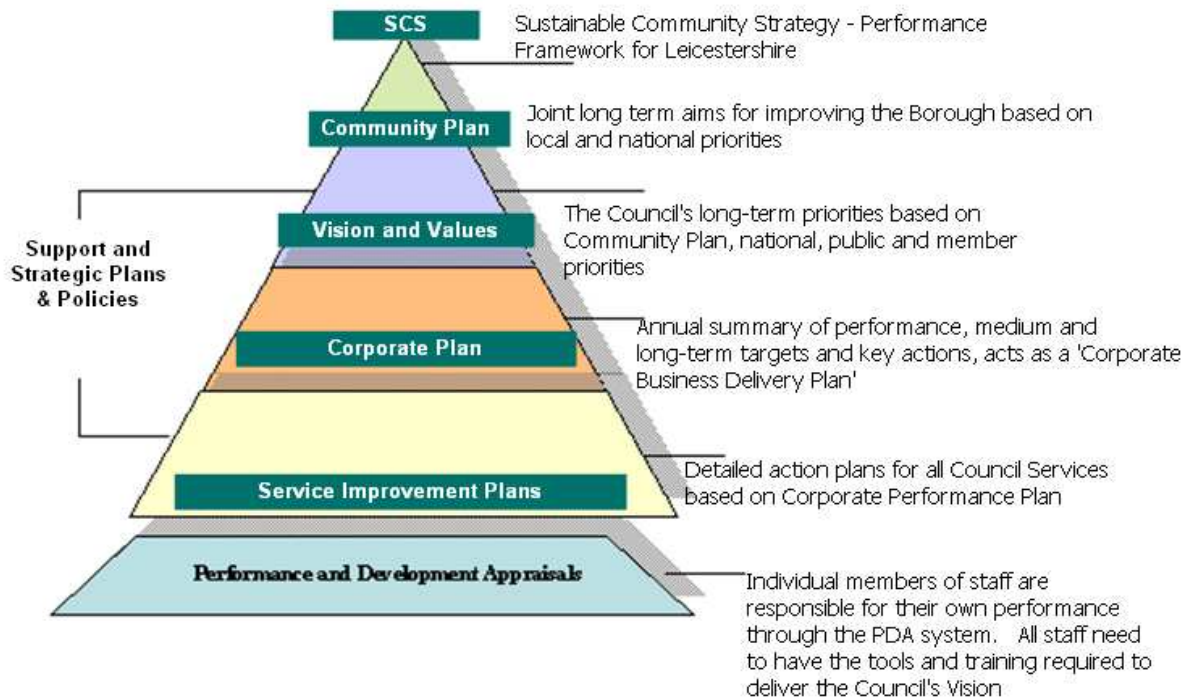 SCS
Sustainable Community Strategy - Performance
Framework for Leicestershire
Community Plan
Joint long term aims for improving the Borough based on
local and national priorities
Support and
Strategic Plans
& Policies
Vision and Values
The Council's long-term priorities based on
Community Plan, national, public and member
priorities
Corporate Plan
Annual summary of performance, medium and
long-term targets and key actions, acts as a 'Corporate
Business Delivery Plan'
Service Improvement Plans
Detailed action plans for all Council Services
based on Corporate Performance Plan
Performance and Development Appraisals
Individual members of staff are
responsible for their own performance
through the PDA system. All staff need
to have the tools and training required to
deliver the Council's Vision